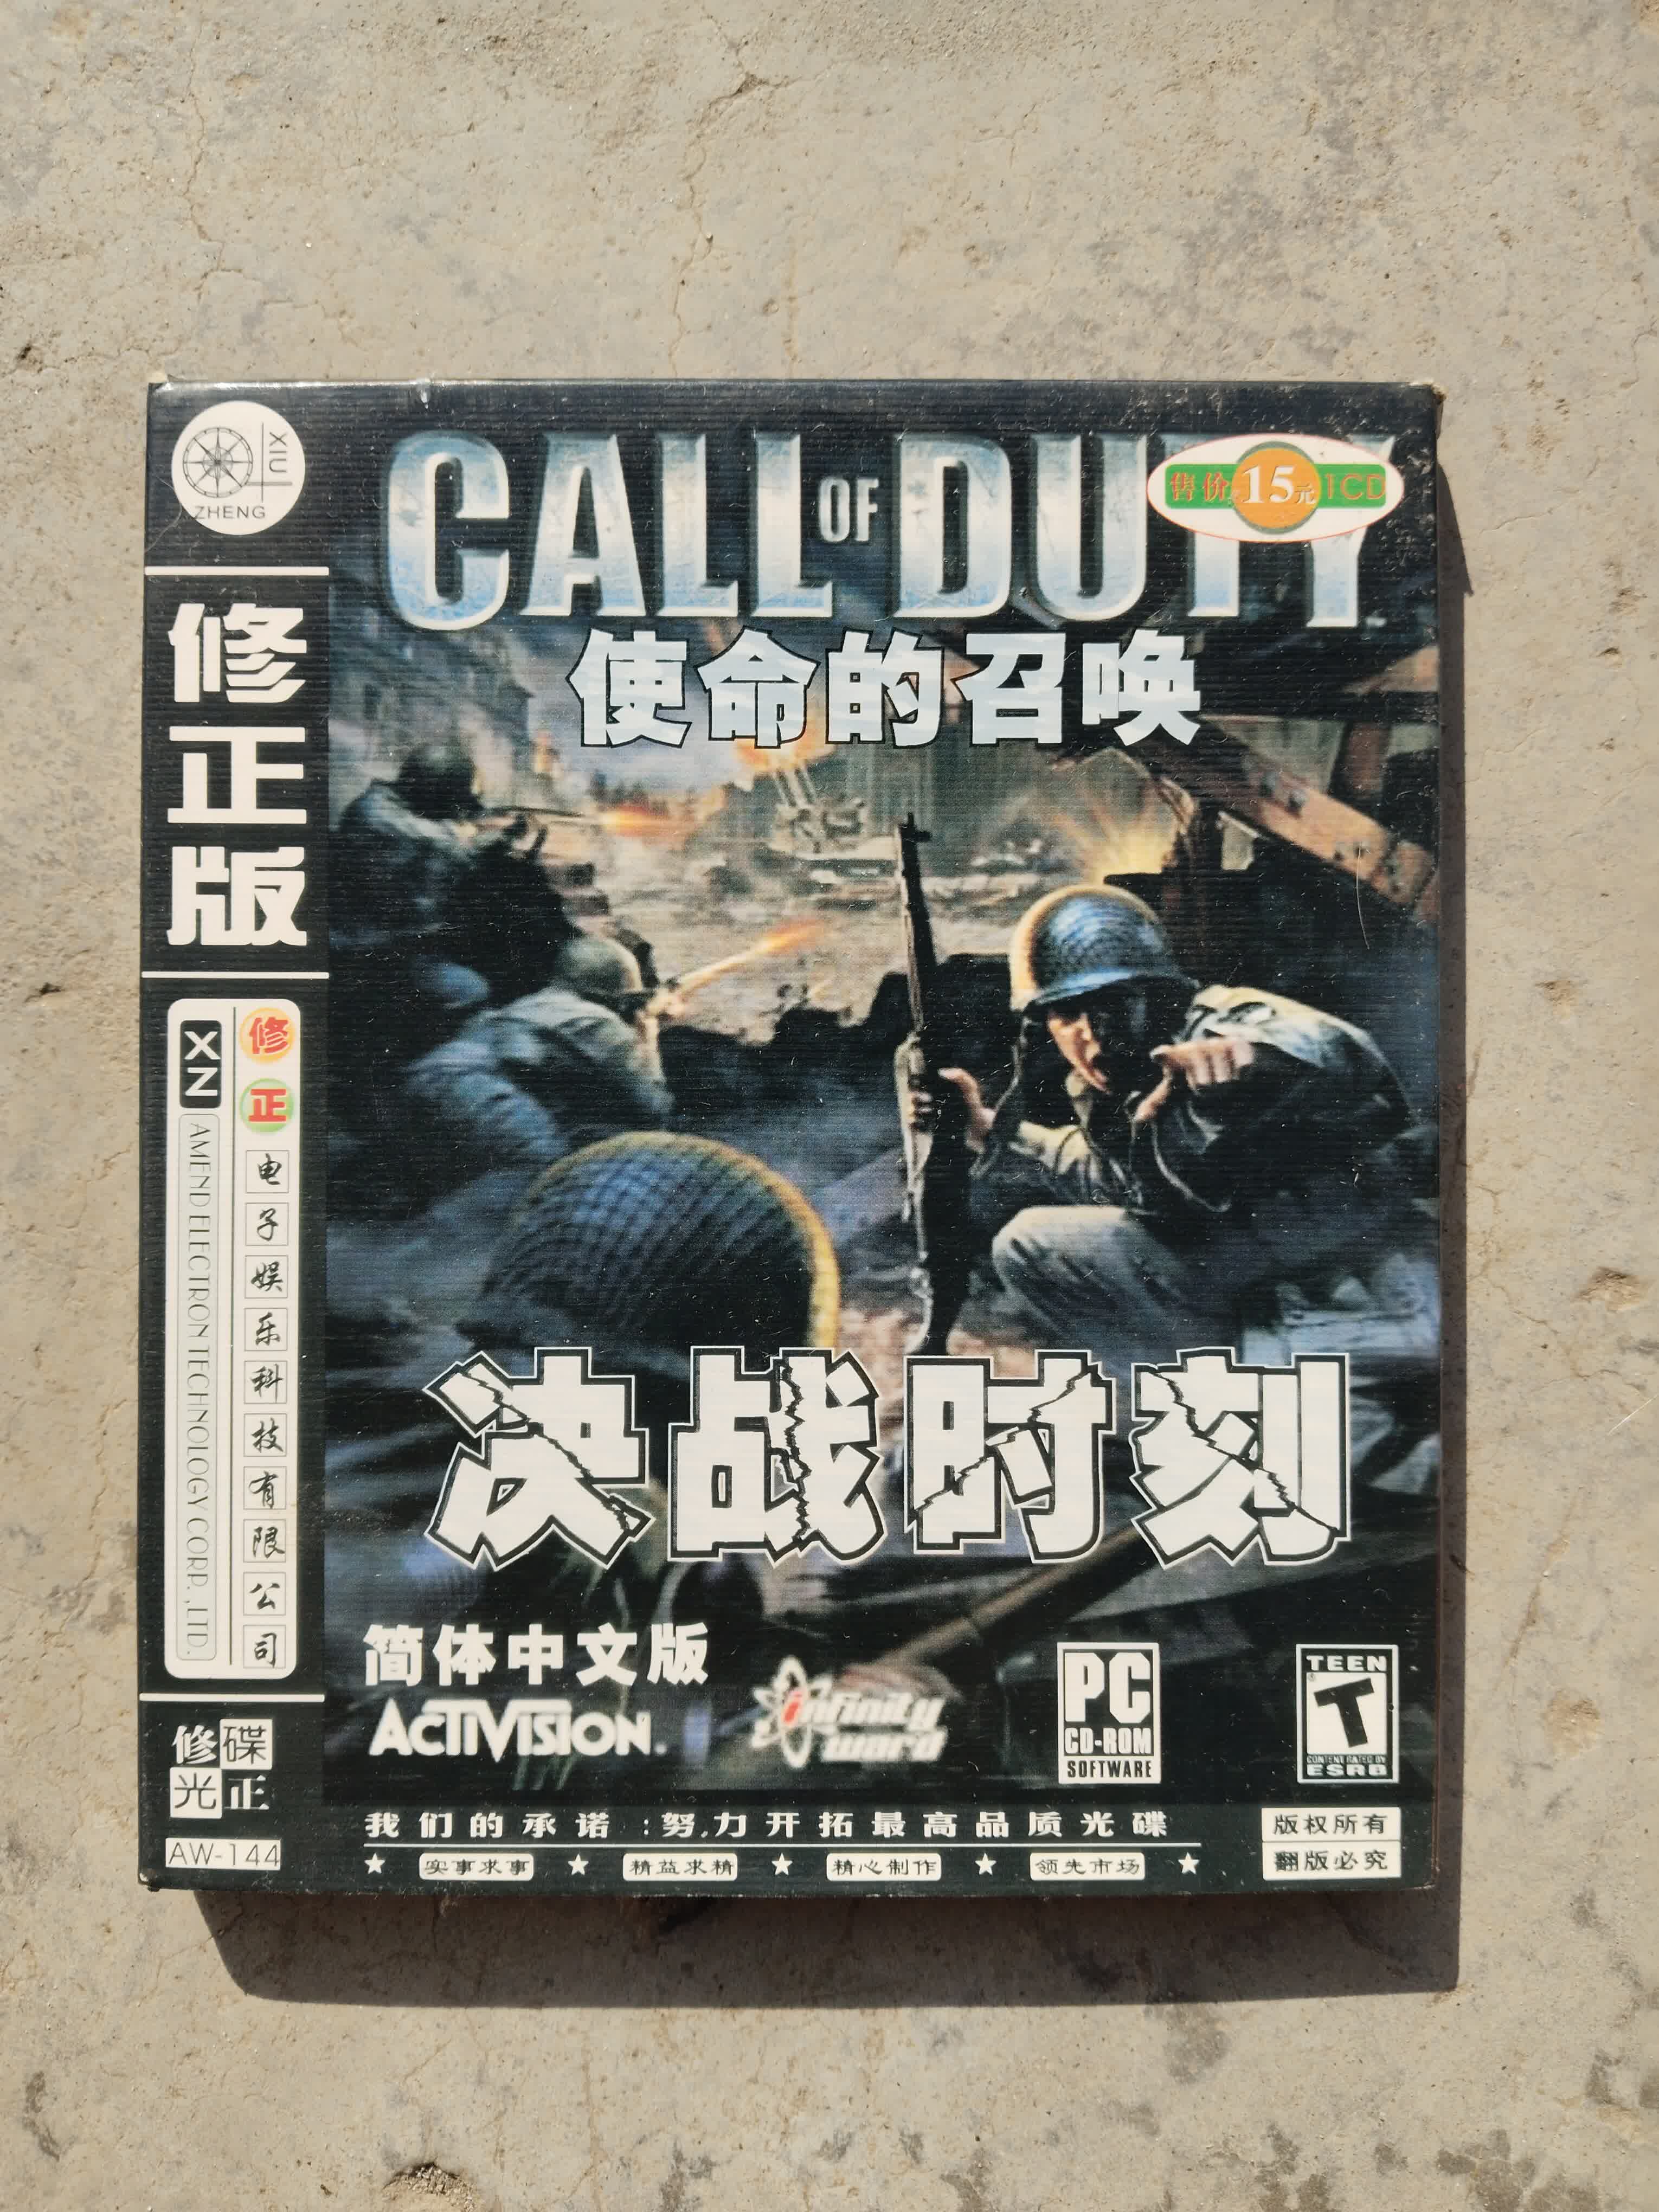 XIU
ZHENG
修正版
XZ
AMEND ELECTRON TECHNOLOGY CORP.,LTD.
修正电子娱乐科技有限公司
修碟
光正
AW-144
CALL OF DUTY
售价 15元 1CD
使命的召唤
决战时刻
简体中文版
ACTIVISION.
infinity
ward
PC
CD-ROM
SOFTWARE
TEEN
T
CONTENT RATED BY
ESRB
我们的承诺:努力开拓最高品质光碟
★ 实事求事 ★ 精益求精 ★ 精心制作 ★ 领先市场 ★
版权所有
翻版必究